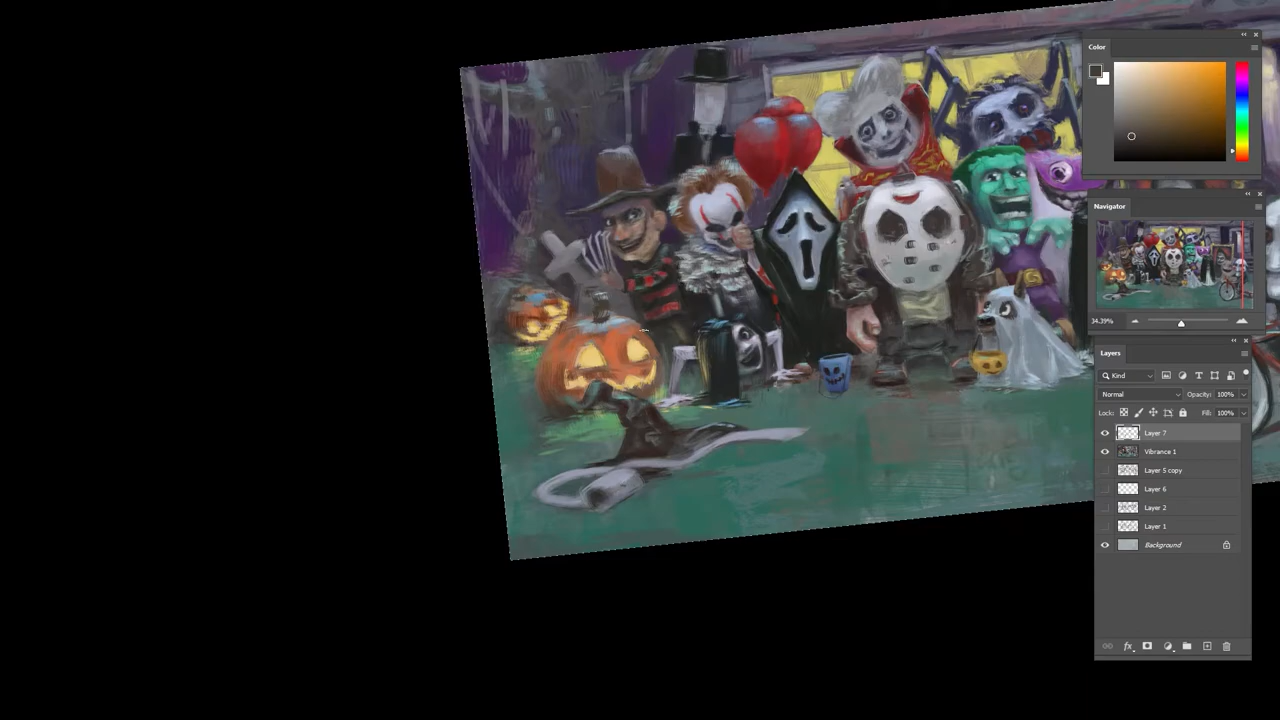 Color
Navigator
34.39%
Layers
Kind
Normal
Opacity: 100%
Lock:
Fill: 100%
Layer 7
Vibrance 1
Layer 5 copy
Layer 6
Layer 2
Layer 1
Background
fx